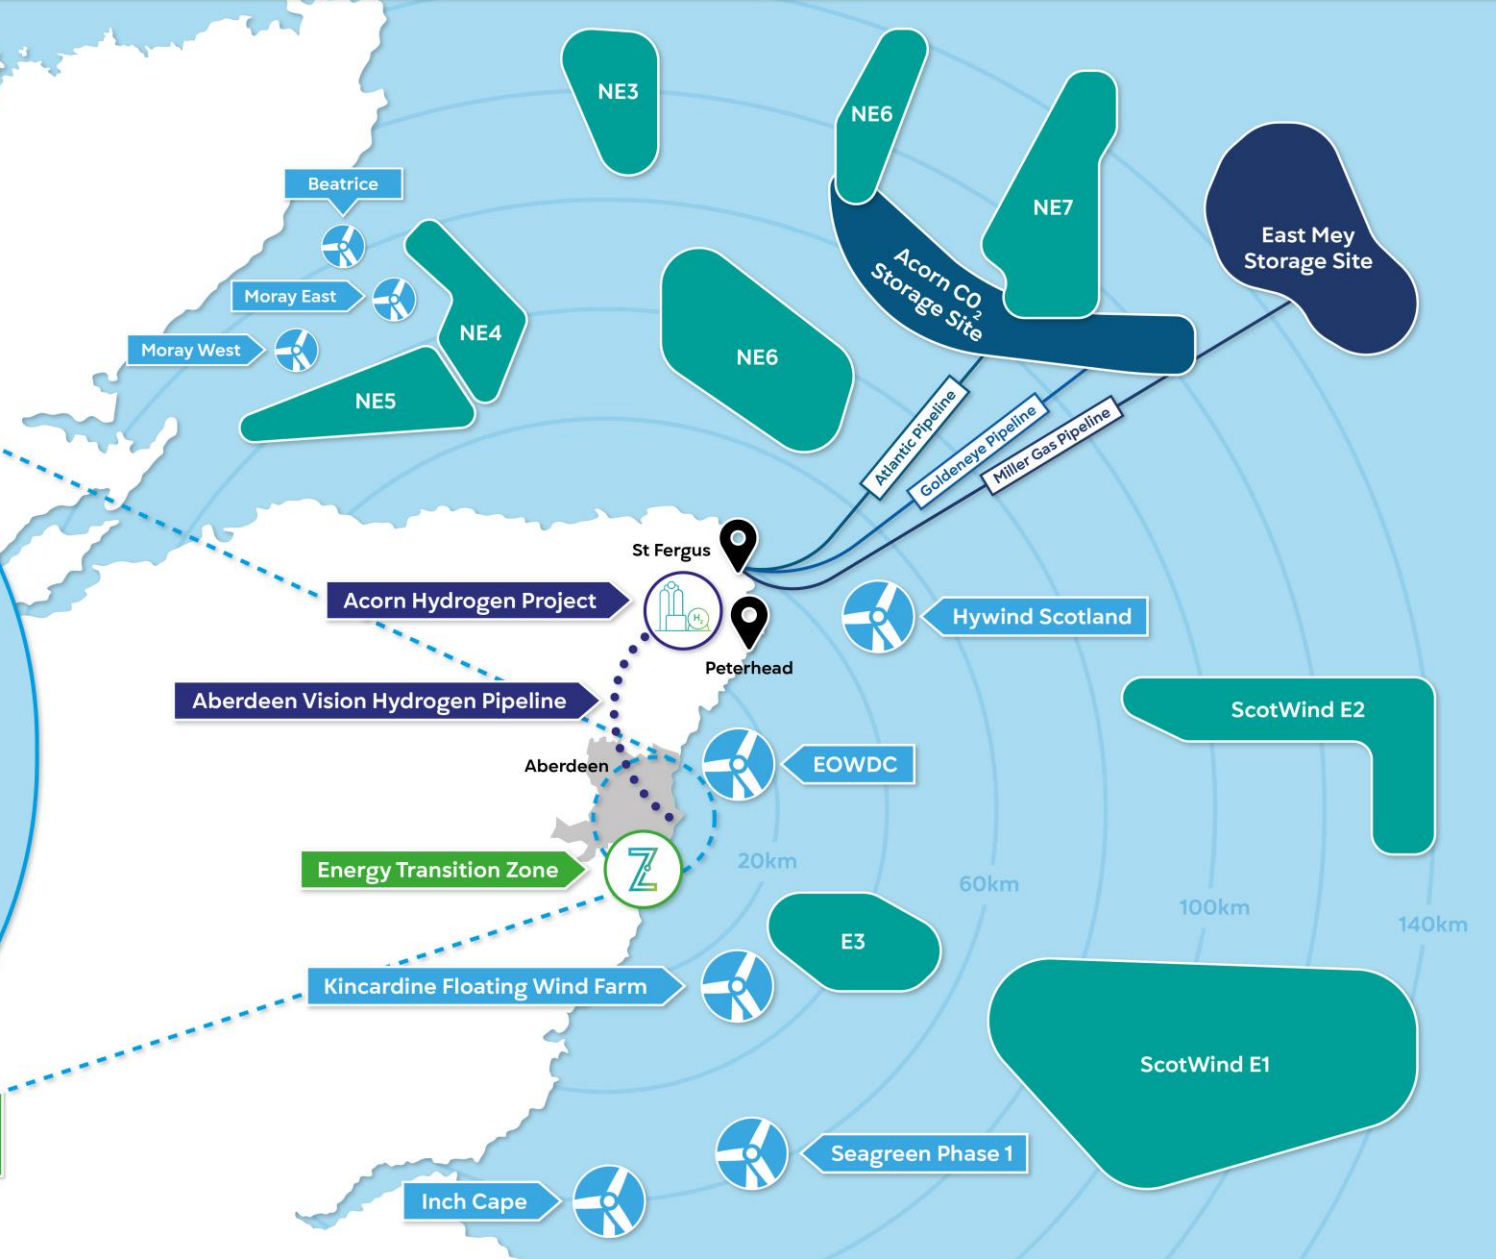 NE3
NE6
NE7
Beatrice
East Mey
Storage Site
Acorn CO2
Storage Site
Moray East
NE4
Moray West
NE6
NE5
Atlantic Pipeline
Goldeneye Pipeline
Miller Gas Pipeline
St Fergus
Acorn Hydrogen Project
H2
Hywind Scotland
Peterhead
Aberdeen Vision Hydrogen Pipeline
ScotWind E2
Aberdeen
EOWDC
Energy Transition Zone
Z
20km
60km
100km
140km
E3
Kincardine Floating Wind Farm
ScotWind E1
Seagreen Phase 1
Inch Cape